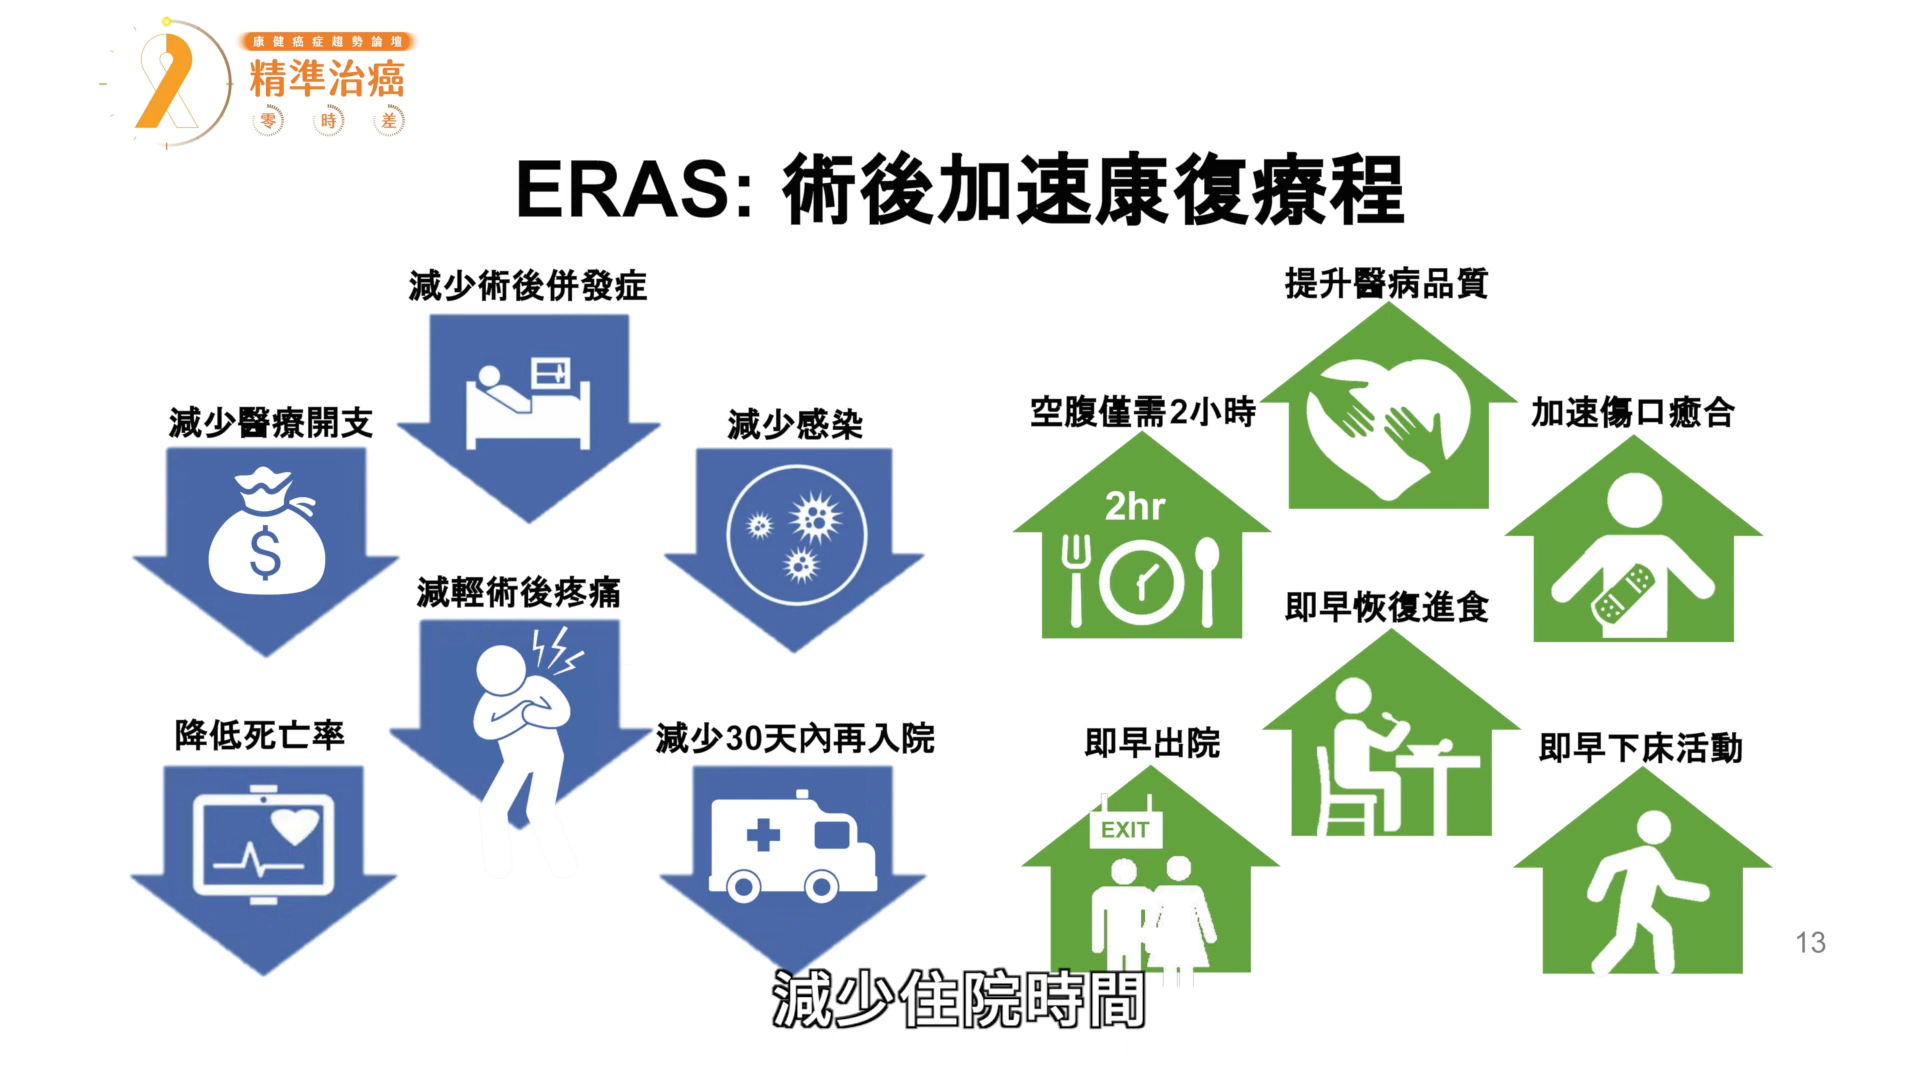 康健癌症趨勢論壇
精準治癌
零時差
ERAS: 術後加速康復療程
減少術後併發症
減少醫療開支
減少感染
$
減輕術後疼痛
降低死亡率
減少30天內再入院
提升醫病品質
空腹僅需2小時
加速傷口癒合
2hr
即早恢復進食
即早出院
即早下床活動
EXIT
13
減少住院時間